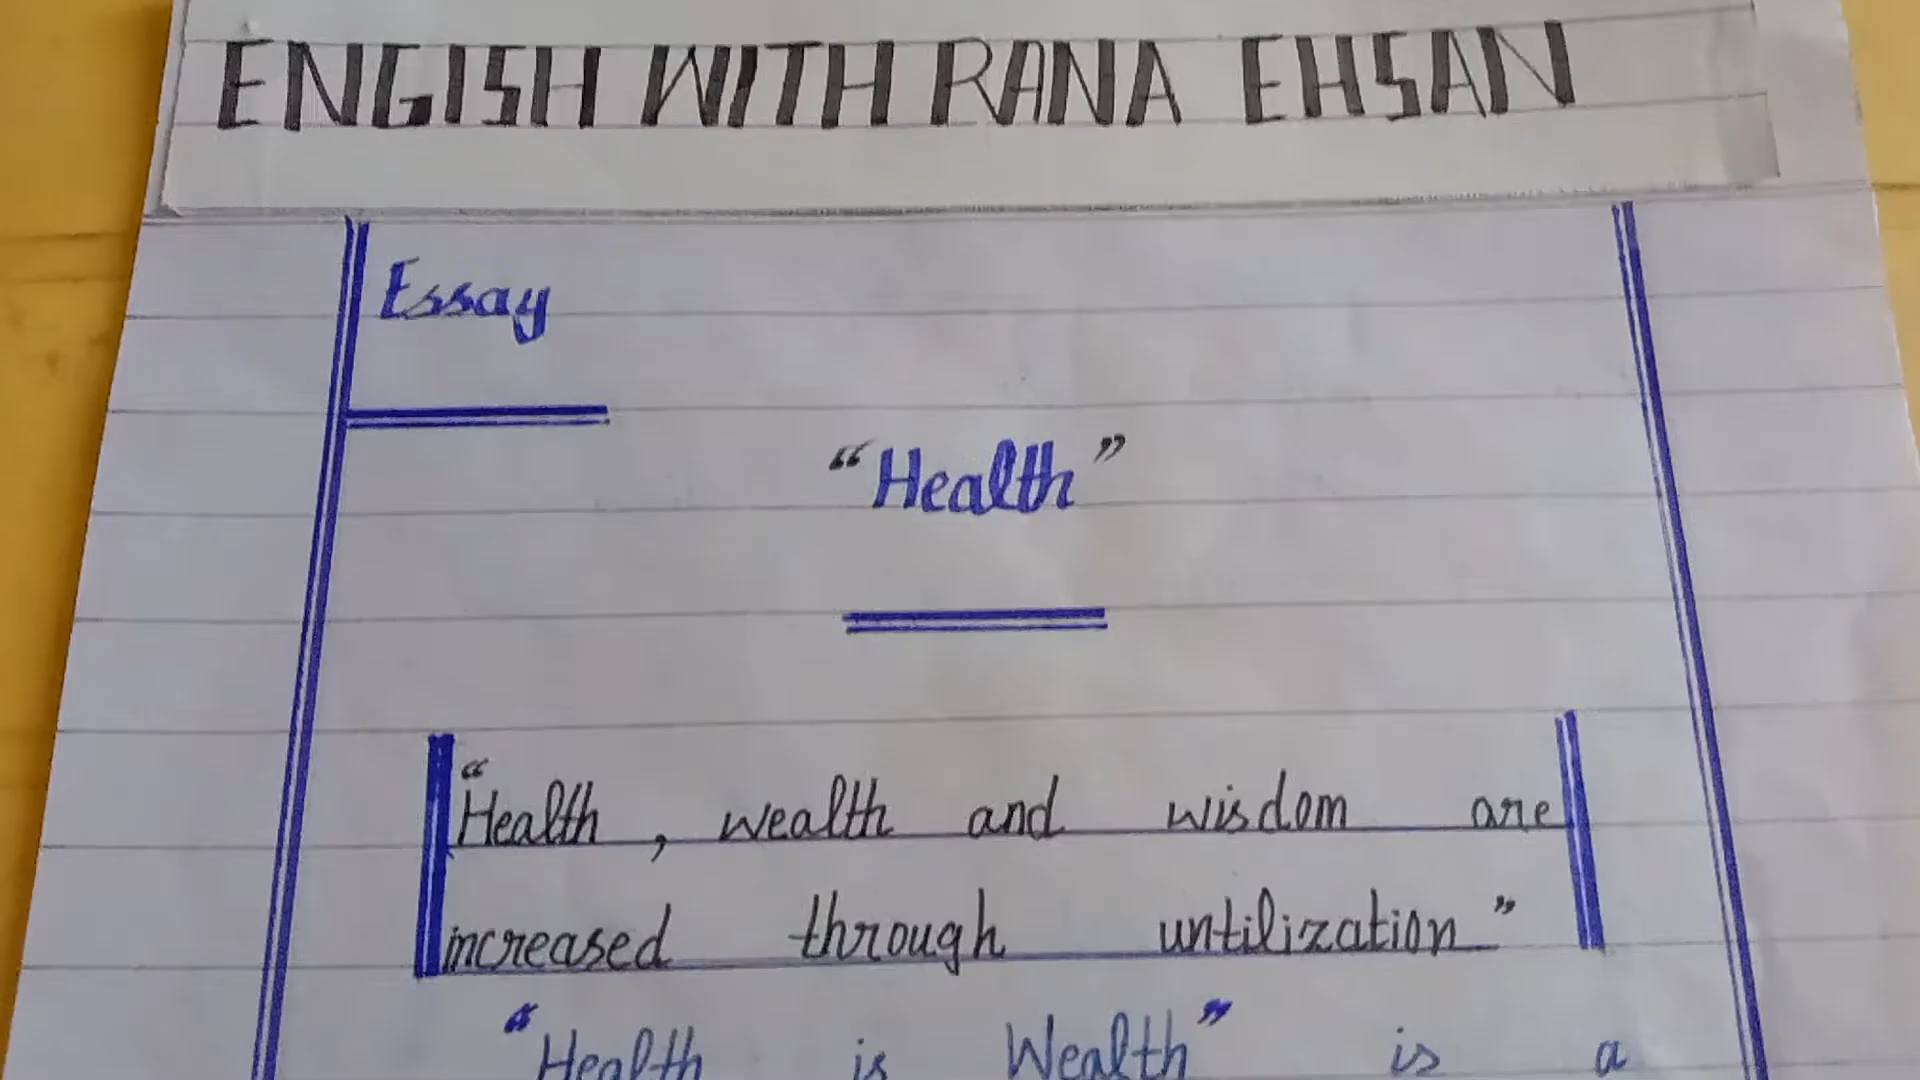 ENGISH WITH RANA EHSAN
Essay
“Health”
“Health, wealth and wisdom are
increased through untilization”
“Health is Wealth” is a